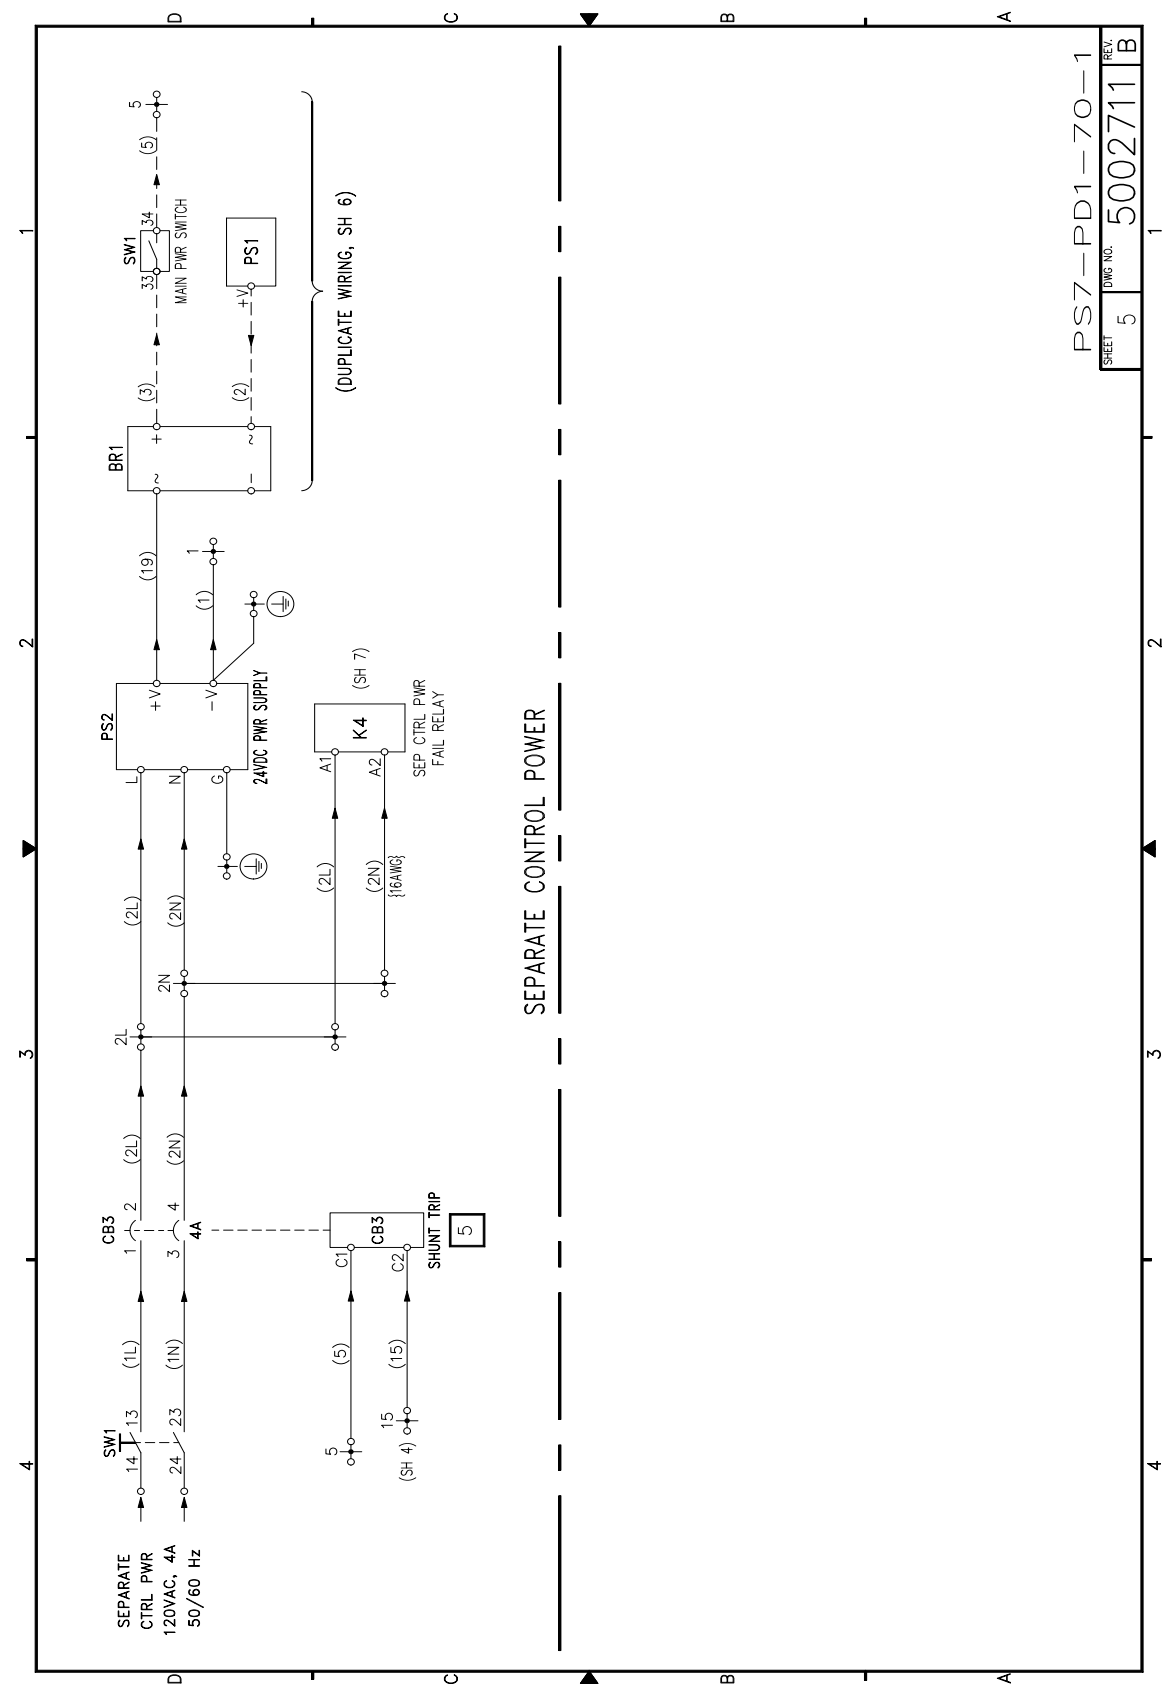 4
3
2
1
D
C
B
A
SEPARATE
CTRL PWR
120VAC, 4A
50/60 Hz
SW1
14
13
24
23
(1L)
(1N)
CB3
1
2
3
4
4A
(2L)
(2N)
2L
2N
(2L)
(2N)
L
N
G
PS2
+V
-V
24VDC PWR SUPPLY
(19)
(1)
1
BR1
~
+
-
~
(3)
(2)
33
34
SW1
MAIN PWR SWITCH
+V
PS1
(5)
5
(DUPLICATE WIRING, SH 6)
(2L)
(2N)
{16AWG}
A1
A2
K4
(SH 7)
SEP CTRL PWR
FAIL RELAY
5
15
(SH 4)
(5)
(15)
C1
C2
CB3
SHUNT TRIP
5
SEPARATE CONTROL POWER
PS7-PD1-70-1
SHEET
5
DWG NO.
5002711
REV.
B
D
C
B
A
4
3
2
1